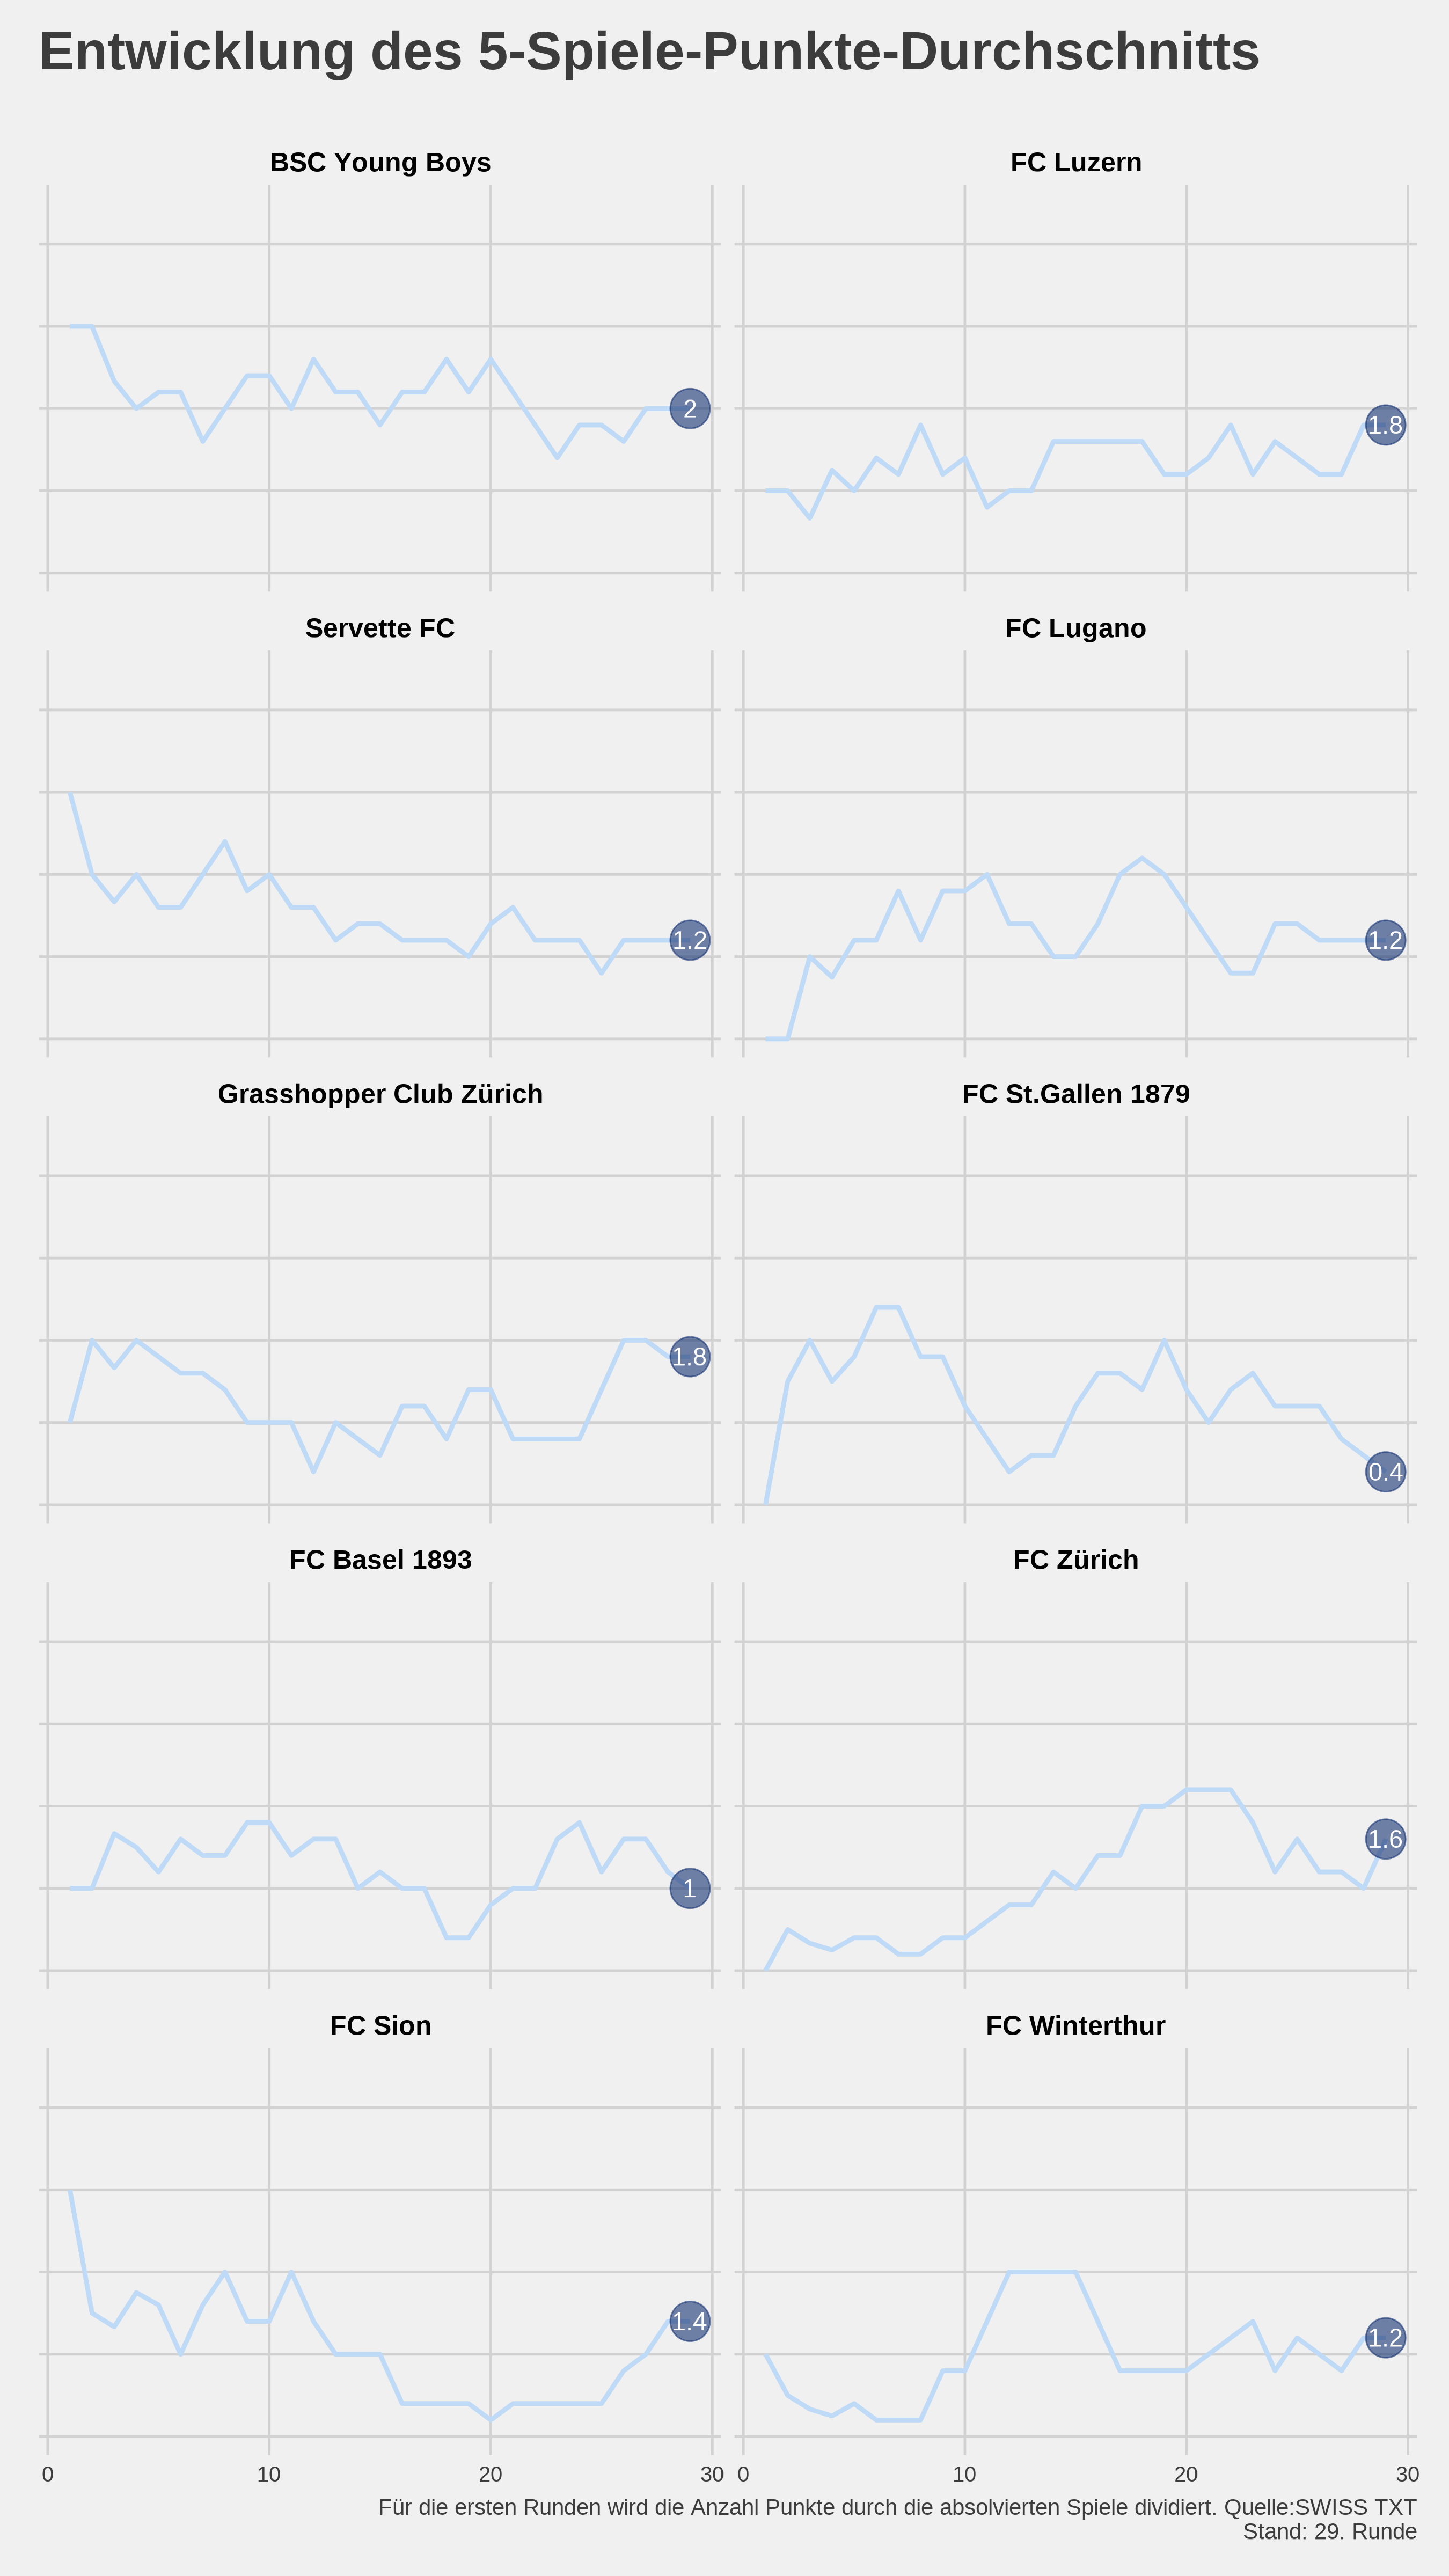 Entwicklung des 5-Spiele-Punkte-Durchschnitts
BSC Young Boys
FC Luzern
2
1.8
Servette FC
FC Lugano
1.2
1.2
Grasshopper Club Zürich
FC St.Gallen 1879
1.8
0.4
FC Basel 1893
FC Zürich
1
1.6
FC Sion
FC Winterthur
1.4
1.2
0 10 20 30 0 10 20 30
Für die ersten Runden wird die Anzahl Punkte durch die absolvierten Spiele dividiert. Quelle:SWISS TXT
Stand: 29. Runde